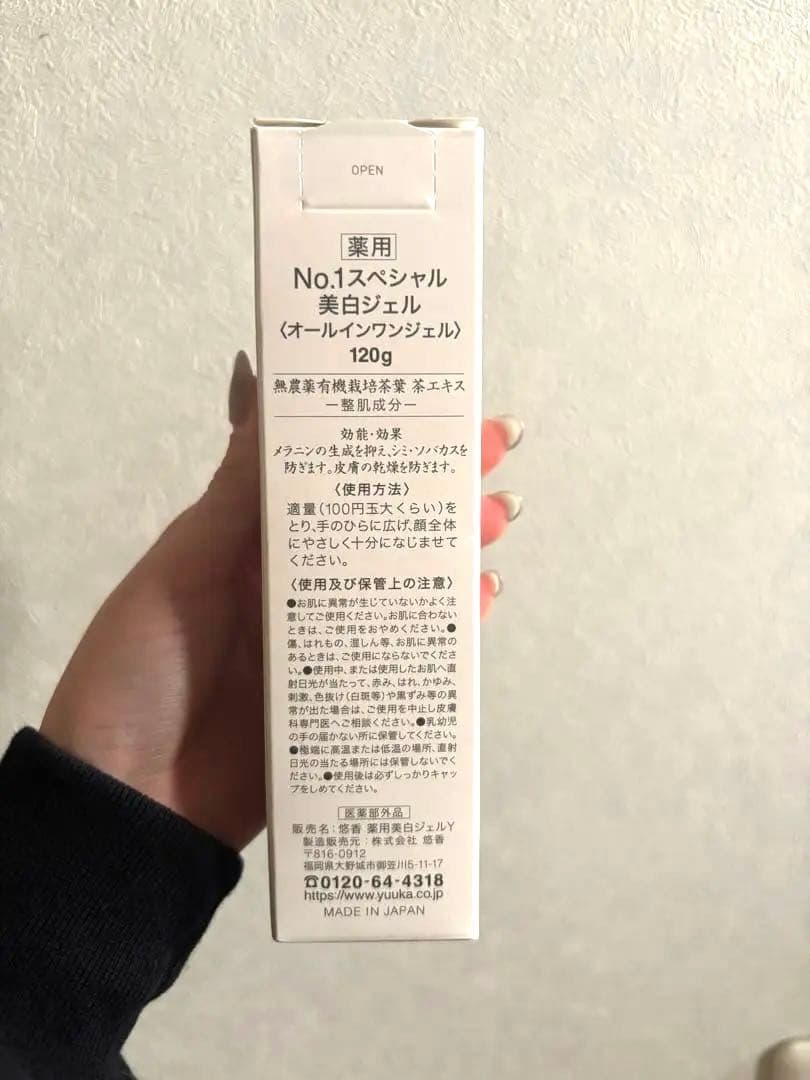 OPEN
薬用
No.1スペシャル
美白ジェル
〈オールインワンジェル〉
120g
無農薬有機栽培茶葉 茶エキス
ー整肌成分ー
効能・効果
メラニンの生成を抑え、シミ・ソバカスを
防ぎます。皮膚の乾燥を防ぎます。
〈使用方法〉
適量(100円玉大くらい)を
とり、手のひらに広げ、顔全体
にやさしく十分になじませて
ください。
〈使用及び保管上の注意〉
●お肌に異常が生じていないかよく注
意してご使用ください。お肌に合わない
ときは、ご使用をおやめください。●
傷、はれもの、湿しん等、お肌に異常の
あるときは、ご使用にならないでくださ
い。●使用中、または使用したお肌へ直
射日光が当たって、赤み、はれ、かゆみ、
刺激、色抜け(白斑等)や黒ずみ等の異
常が出た場合は、ご使用を中止し皮膚
科専門医へご相談ください。●乳幼児
の手の届かない所に保管してください。
●極端に高温または低温の場所、直射
日光の当たる場所には保管しないでく
ださい。●使用後は必ずしっかりキャッ
プをしめてください。
医薬部外品
販売名:悠香 薬用美白ジェルY
製造販売元:株式会社 悠香
〒816-0912
福岡県大野城市御笠川5-11-17
☎0120-64-4318
https://www.yuuka.co.jp
MADE IN JAPAN